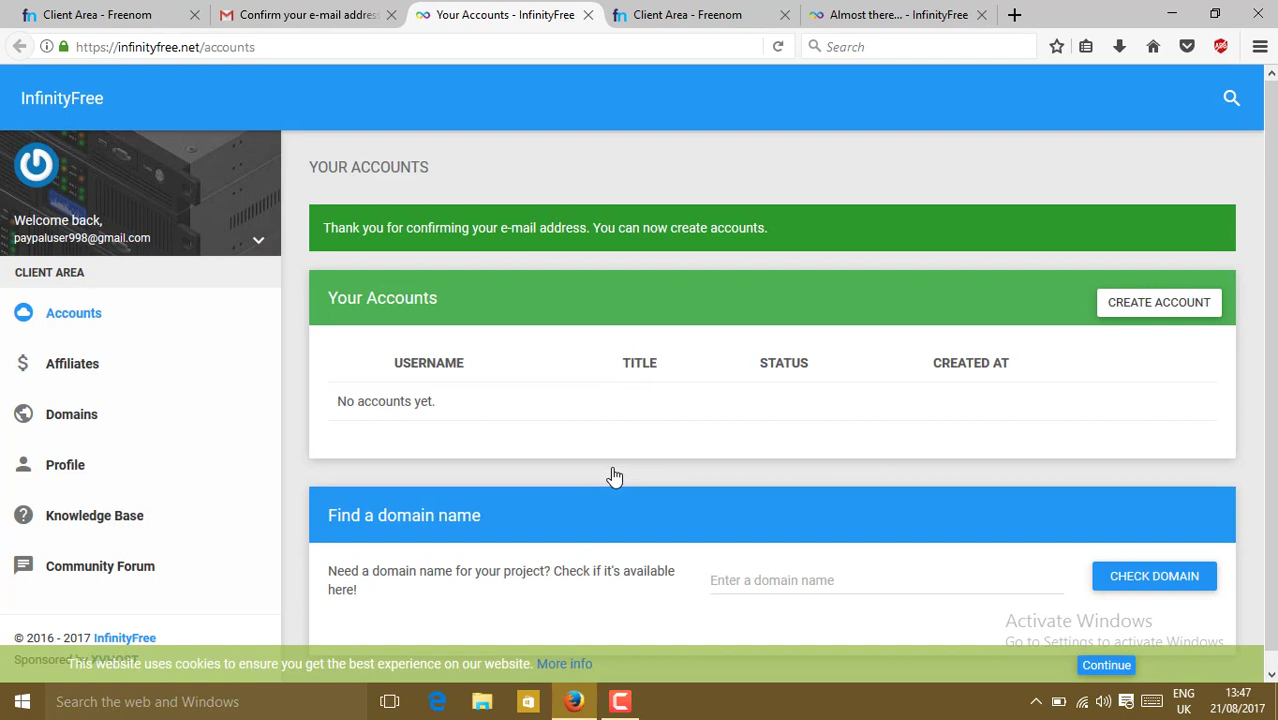 Client Area - Freenom
Confirm your e-mail address
Your Accounts - InfinityFree
Client Area - Freenom
Almost there... - InfinityFree
https://infinityfree.net/accounts
Search
InfinityFree
Welcome back,
paypaluser998@gmail.com
CLIENT AREA
Accounts
Affiliates
Domains
Profile
Knowledge Base
Community Forum
© 2016 - 2017 InfinityFree
Sponsored by
YOUR ACCOUNTS
Thank you for confirming your e-mail address. You can now create accounts.
Your Accounts
CREATE ACCOUNT
USERNAME TITLE STATUS CREATED AT
No accounts yet.
Find a domain name
Need a domain name for your project? Check if it's available
here!
Enter a domain name
CHECK DOMAIN
Activate Windows
Go to Settings to activate Windows.
This website uses cookies to ensure you get the best experience on our website. More info
Continue
Search the web and Windows
ENG
UK
13:47
21/08/2017